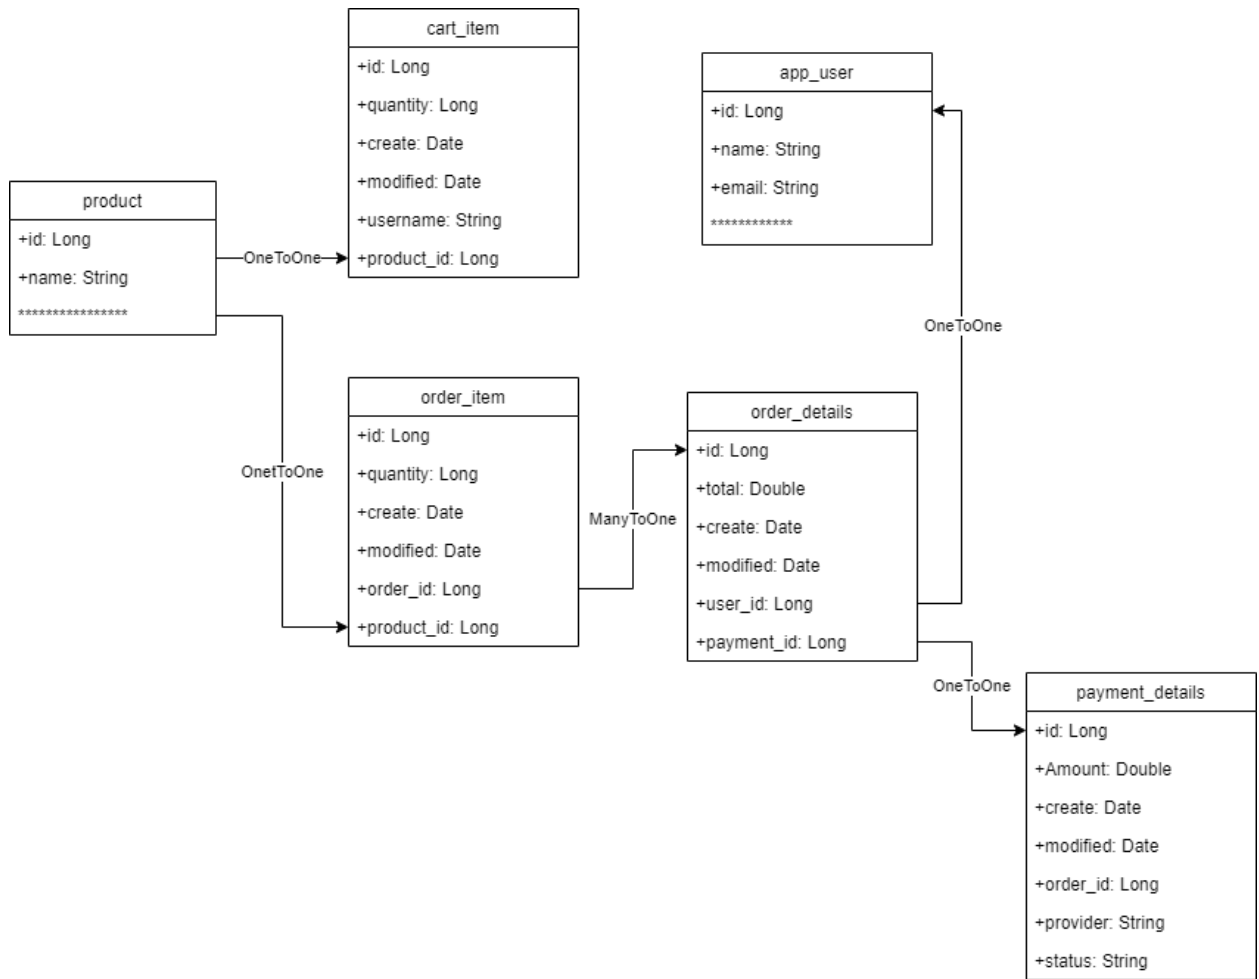 cart_item
+id: Long
+quantity: Long
+create: Date
+modified: Date
+username: String
+product_id: Long
app_user
+id: Long
+name: String
+email: String
************
product
+id: Long
+name: String
****************
OneToOne
OnetToOne
order_item
+id: Long
+quantity: Long
+create: Date
+modified: Date
+order_id: Long
+product_id: Long
ManyToOne
order_details
+id: Long
+total: Double
+create: Date
+modified: Date
+user_id: Long
+payment_id: Long
OneToOne
OneToOne
payment_details
+id: Long
+Amount: Double
+create: Date
+modified: Date
+order_id: Long
+provider: String
+status: String